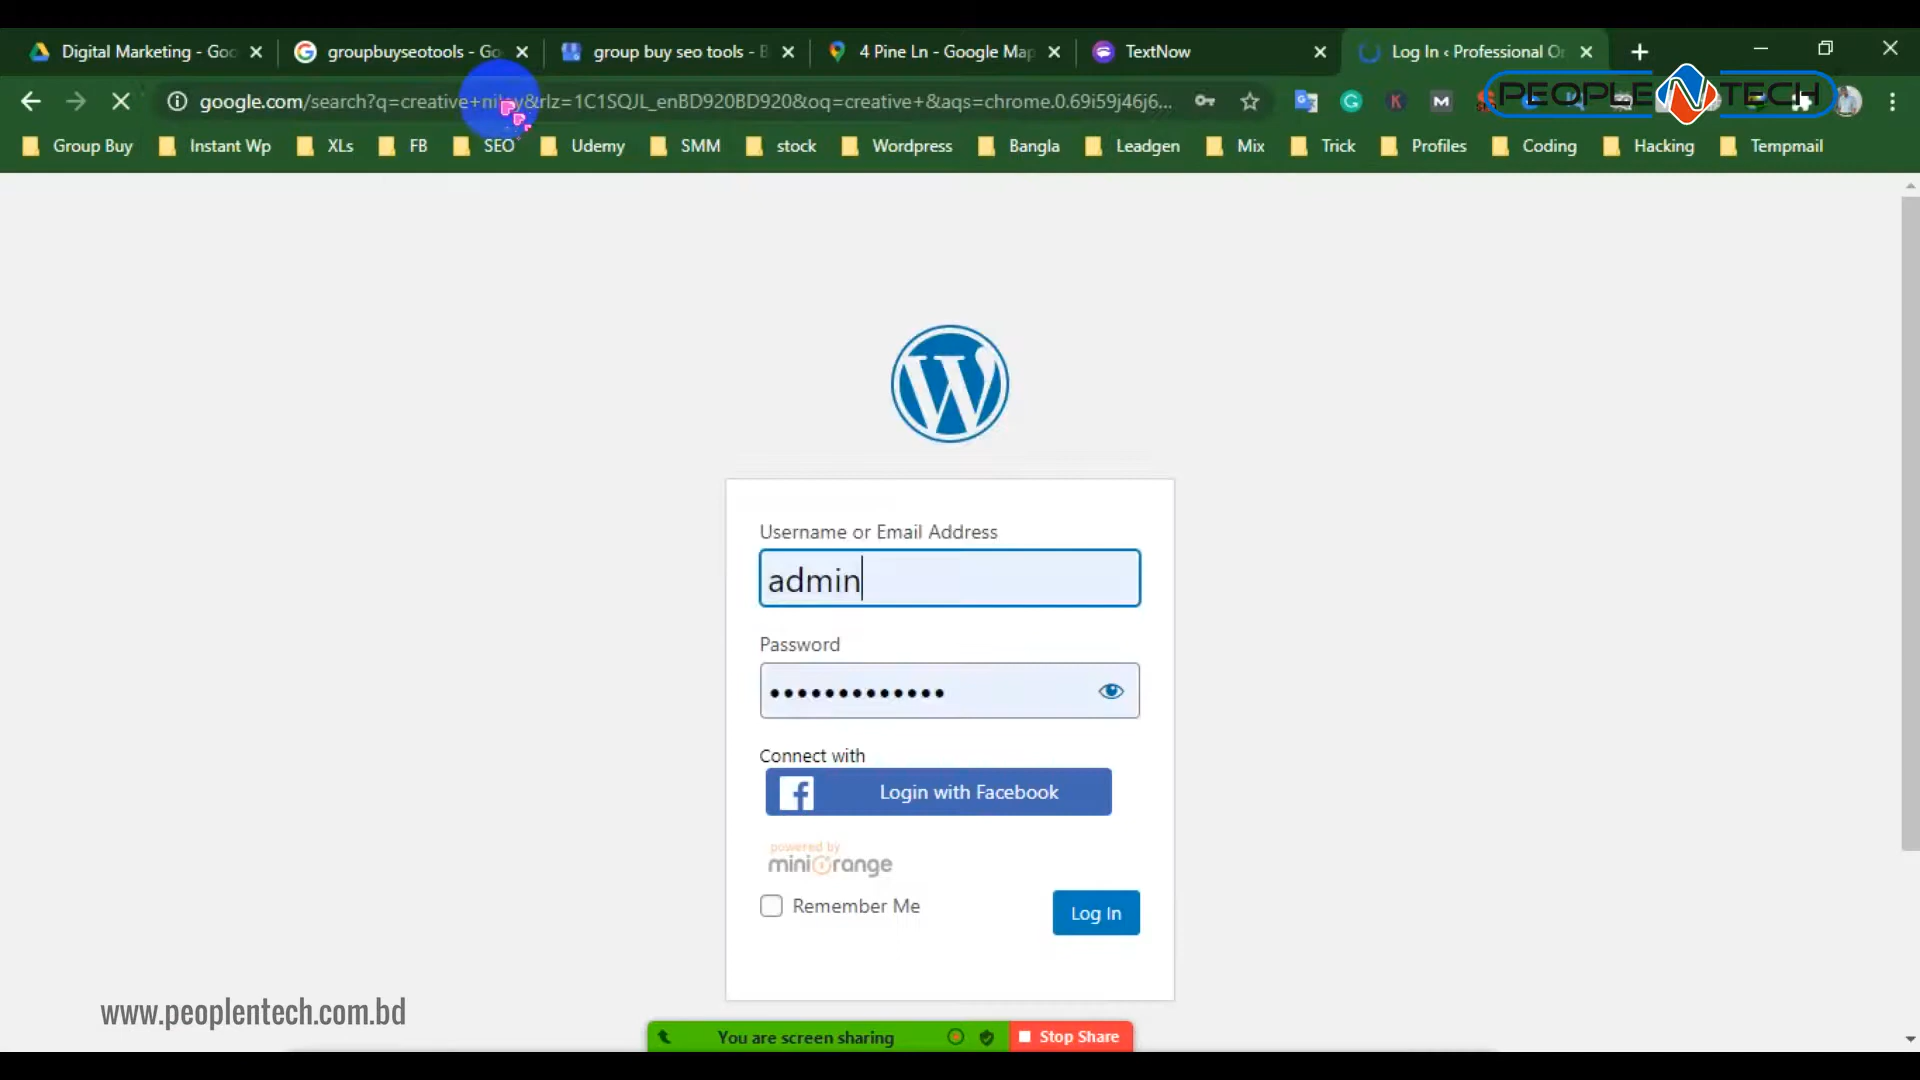 Digital Marketing - Goo
groupbuyseotools - Go
group buy seo tools - B
4 Pine Ln - Google Map
TextNow
Log In ‹ Professional Or
google.com/search?q=creative+ &rlz=1C1SQJL_enBD920BD920&oq=creative+&aqs=chrome.0.69i59j46j6...
PEOPLE N TECH
Group Buy
Instant Wp
XLs
FB
SEO
Udemy
SMM
stock
Wordpress
Bangla
Leadgen
Mix
Trick
Profiles
Coding
Hacking
Tempmail
Username or Email Address
admin
Password
Connect with
Login with Facebook
powered by
miniOrange
Remember Me
Log In
www.peoplentech.com.bd
You are screen sharing
Stop Share